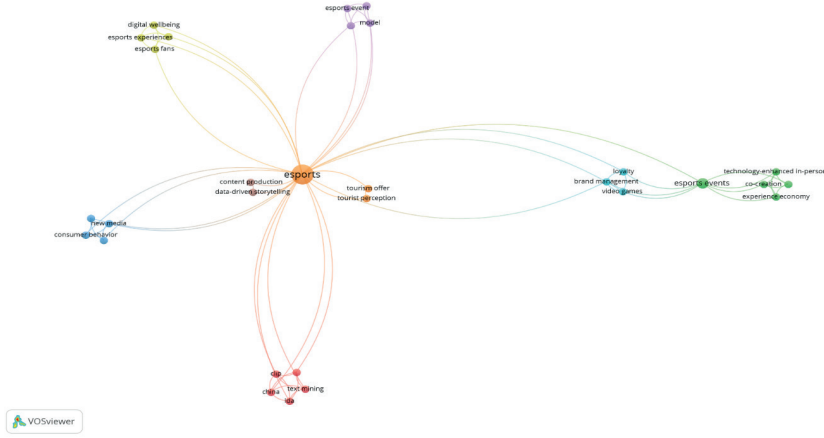 esports event
model
digital wellbeing
esports experiences
esports fans
esports
content production
data-driven storytelling
tourism offer
tourist perception
loyalty
brand management
video games
esports events
technology-enhanced in-person
co-creation
experience economy
new media
consumer behavior
clip
china
text mining
lda
VOSviewer